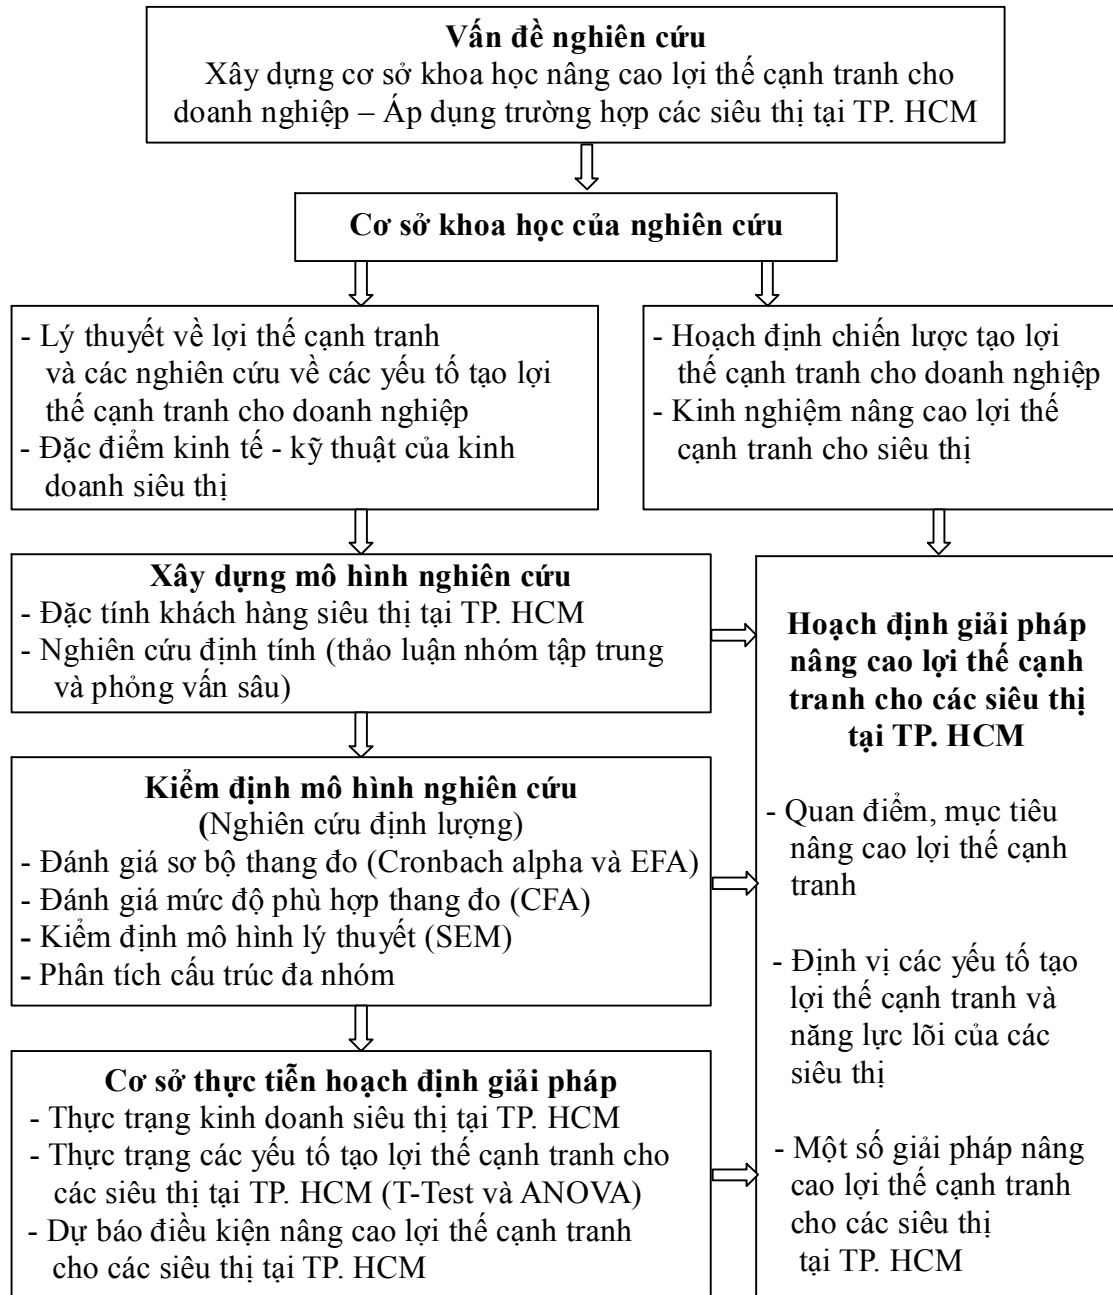 Vấn đề nghiên cứu
Xây dựng cơ sở khoa học nâng cao lợi thế cạnh tranh cho
doanh nghiệp – Áp dụng trường hợp các siêu thị tại TP. HCM
Cơ sở khoa học của nghiên cứu
- Lý thuyết về lợi thế cạnh tranh
và các nghiên cứu về các yếu tố tạo lợi
thế cạnh tranh cho doanh nghiệp
- Đặc điểm kinh tế - kỹ thuật của kinh
doanh siêu thị
- Hoạch định chiến lược tạo lợi
thế cạnh tranh cho doanh nghiệp
- Kinh nghiệm nâng cao lợi thế
cạnh tranh cho siêu thị
Xây dựng mô hình nghiên cứu
- Đặc tính khách hàng siêu thị tại TP. HCM
- Nghiên cứu định tính (thảo luận nhóm tập trung
và phỏng vấn sâu)
Kiểm định mô hình nghiên cứu
(Nghiên cứu định lượng)
- Đánh giá sơ bộ thang đo (Cronbach alpha và EFA)
- Đánh giá mức độ phù hợp thang đo (CFA)
- Kiểm định mô hình lý thuyết (SEM)
- Phân tích cấu trúc đa nhóm
Cơ sở thực tiễn hoạch định giải pháp
- Thực trạng kinh doanh siêu thị tại TP. HCM
- Thực trạng các yếu tố tạo lợi thế cạnh tranh cho
các siêu thị tại TP. HCM (T-Test và ANOVA)
- Dự báo điều kiện nâng cao lợi thế cạnh tranh
cho các siêu thị tại TP. HCM
Hoạch định giải pháp
nâng cao lợi thế cạnh
tranh cho các siêu thị
tại TP. HCM
- Quan điểm, mục tiêu
nâng cao lợi thế cạnh
tranh
- Định vị các yếu tố tạo
lợi thế cạnh tranh và
năng lực lõi của các
siêu thị
- Một số giải pháp nâng
cao lợi thế cạnh tranh
cho các siêu thị
tại TP. HCM